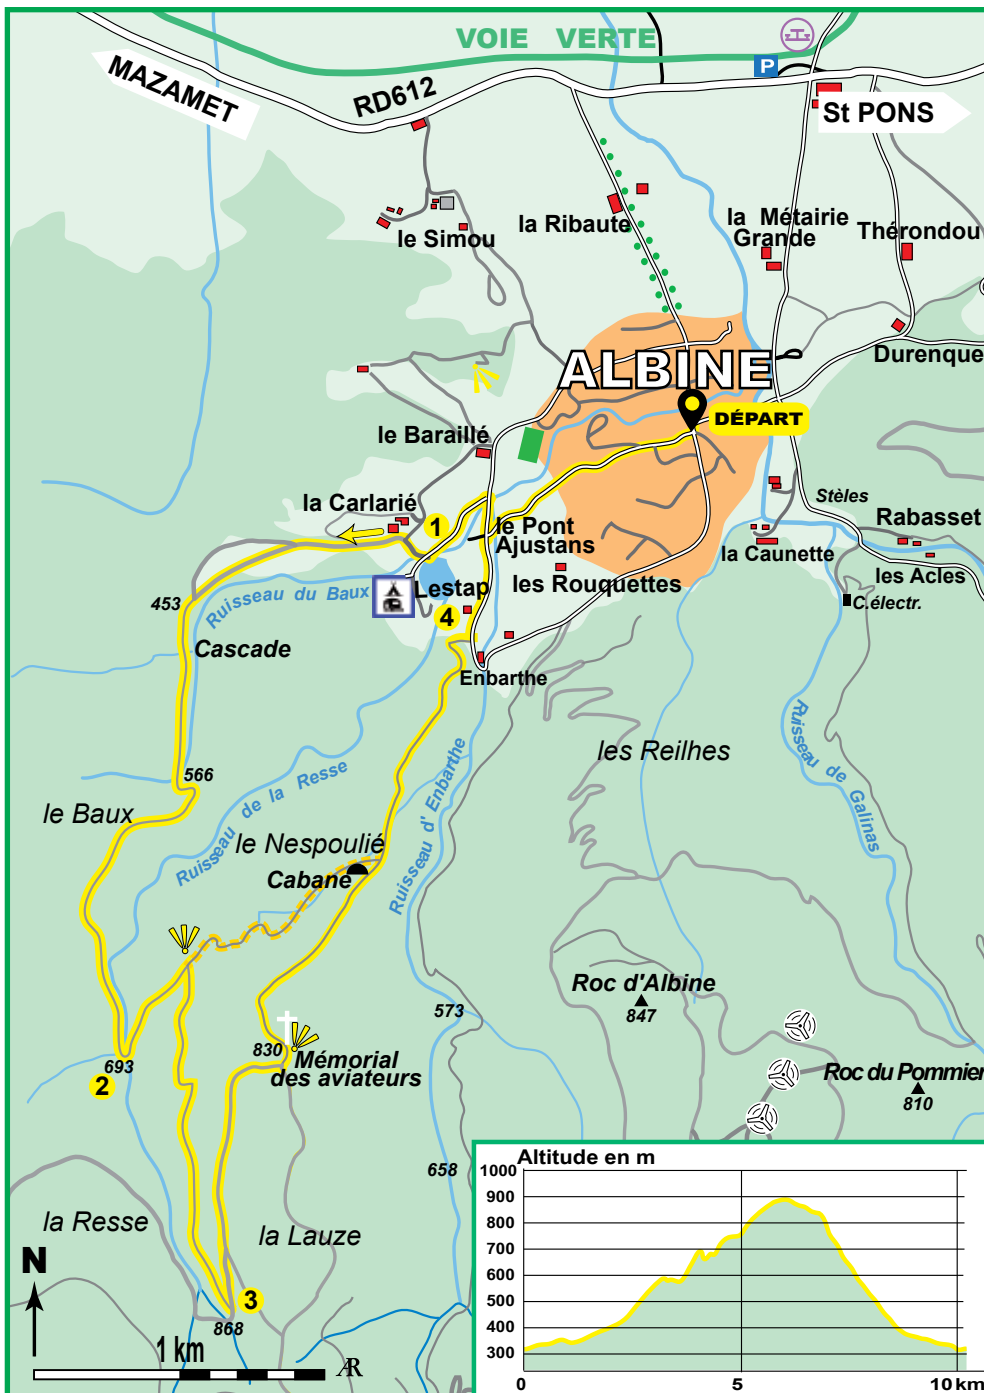 VOIE VERTE
P
MAZAMET
RD612
St PONS
la Ribaute
la Métairie
Grande
Thérondou
le Simou
Durenque
ALBINE
DÉPART
le Baraillé
la Carlarié
1
le Pont
Ajustans
Stèles
Rabasset
la Caunette
les Rouquettes
les Acles
Lestap
C.électr.
453
Ruisseau du Baux
4
Cascade
Enbarthe
les Reilhes
Ruisseau de Galinas
566
Ruisseau de la Resse
Ruisseau d' Enbarthe
le Baux
le Nespoulié
Cabane
Roc d'Albine
847
573
830
Mémorial
des aviateurs
693
2
Roc du Pommier
810
658
la Resse
la Lauze
N
3
868
1 km
AR
Altitude en m
1000
900
800
700
600
500
400
300
0 5 10km